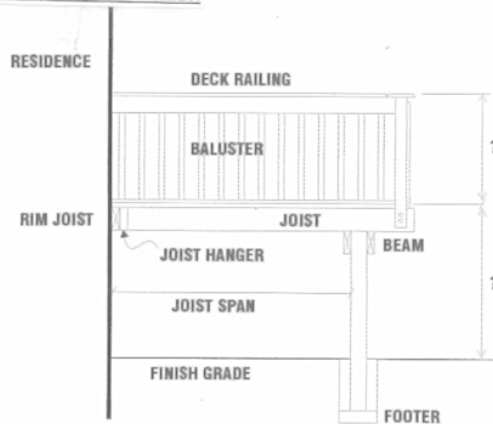 RESIDENCE
DECK RAILING
BALUSTER
RIM JOIST
JOIST
JOIST HANGER
BEAM
JOIST SPAN
FINISH GRADE
FOOTER